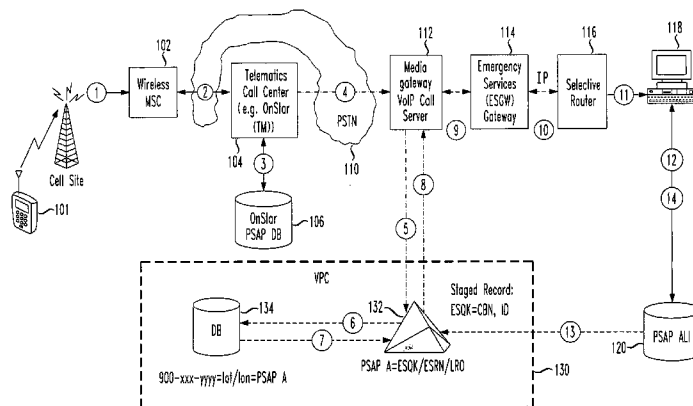 102
Wireless
MSC
1
Cell Site
101
2
Telematics
Call Center
(e.g. OnStar
(TM))
104
3
OnStar
PSAP DB
106
4
PSTN
110
112
Media
gateway
VoIP Call
Server
9
114
Emergency
Services
(ESGW)
Gateway
IP
10
116
Selective
Router
11
118
12
14
5
8
VPC
134
DB
6
7
132
Staged Record:
ESQK=CBN, ID
PSAP A=ESQK/ESRN/LRO
900-xxx-yyyy=lat/lon=PSAP A
13
130
120
PSAP ALI